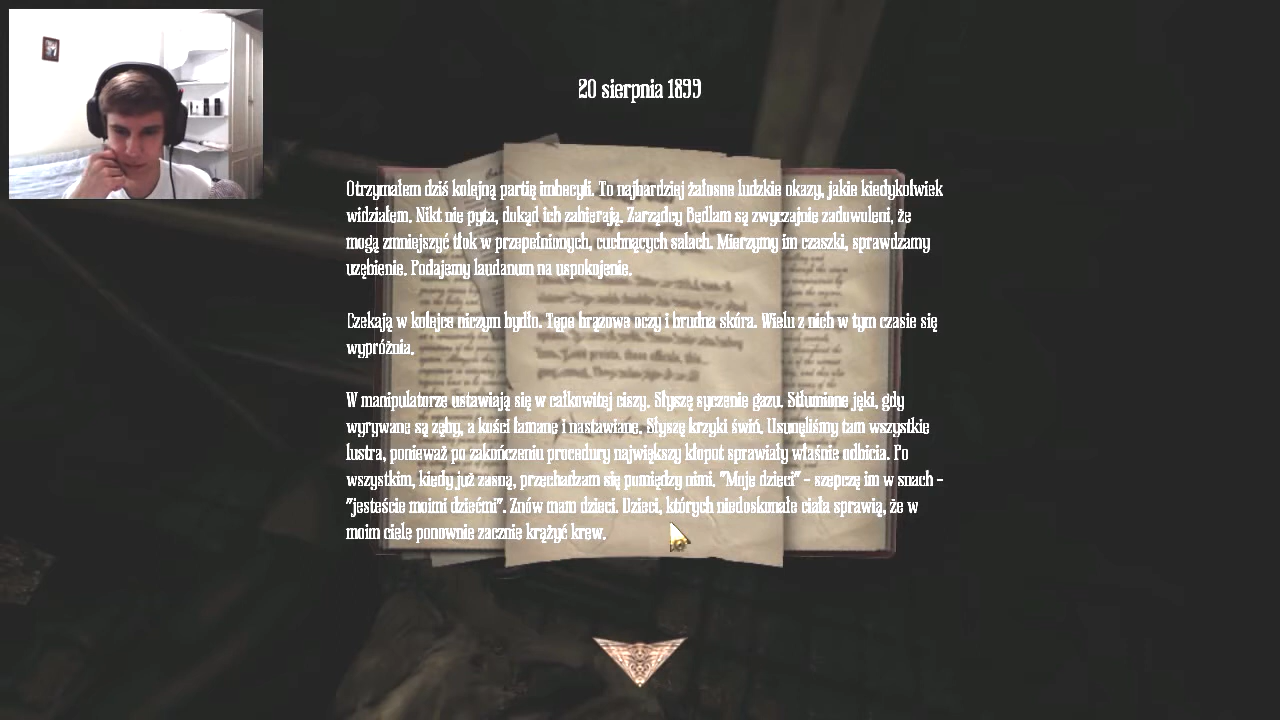 20 sierpnia 1899
Otrzymałem dziś kolejną partię imbecyli. To najbardziej żałosne ludzkie okazy, jakie kiedykolwiek
widziałem. Nikt nie pyta, dokąd ich zabierają. Zarządcy Bedlam są zwyczajnie zadowoleni, że
mogą zmniejszyć tłok w przepełnionych, cuchnących salach. Mierzymy im czaszki, sprawdzamy
uzębienie. Podajemy laudanum na uspokojenie.
Czekają w kolejce niczym bydło. Tępe brązowe oczy i brudna skóra. Wielu z nich w tym czasie się
wypróżnia.
W manipulatorze ustawiają się w całkowitej ciszy. Słyszę syczenie gazu. Stłumione jęki, gdy
wyrywane są zęby, a kości łamane i nastawiane. Słyszę krzyki świń. Usunęliśmy tam wszystkie
lustra, ponieważ po zakończeniu procedury największy kłopot sprawiały właśnie odbicia. Po
wszystkim, kiedy już zasną, przechadzam się pomiędzy nimi. "Moje dzieci" - szepczę im w snach -
"jesteście moimi dziećmi". Znów mam dzieci. Dzieci, których niedoskonałe ciała sprawią, że w
moim ciele ponownie zacznie krążyć krew.